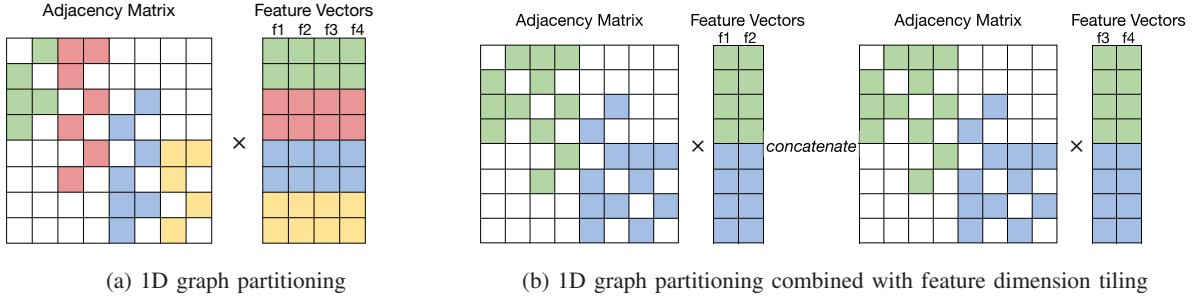 Adjacency Matrix
Feature Vectors
f1 f2 f3 f4
×
(a) 1D graph partitioning
Adjacency Matrix
Feature Vectors
f1 f2
×
concatenate
Adjacency Matrix
Feature Vectors
f3 f4
×
(b) 1D graph partitioning combined with feature dimension tiling